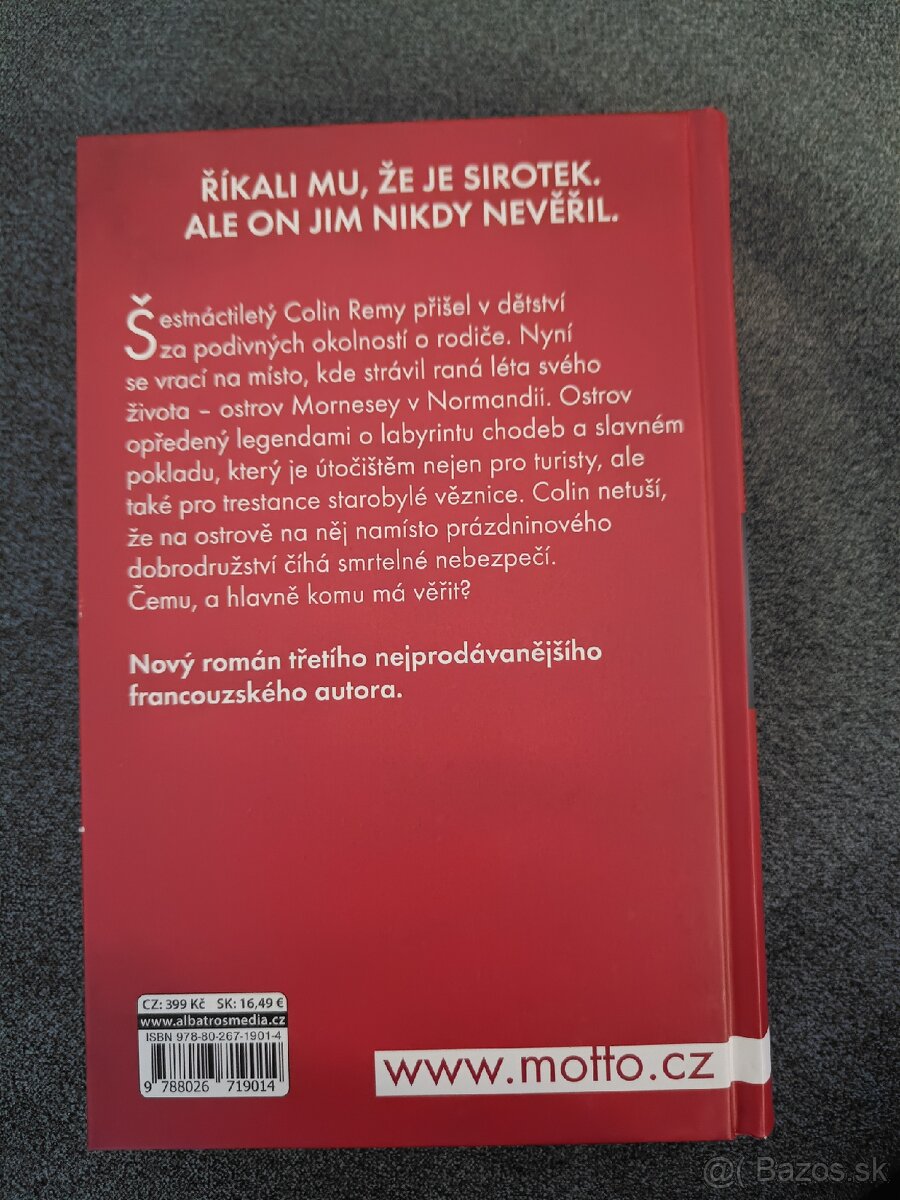 ŘÍKALI MU, ŽE JE SIROTEK.
ALE ON JIM NIKDY NEVĚŘIL.
Šestnáctiletý Colin Remy přišel v dětství
za podivných okolností o rodiče. Nyní
se vrací na místo, kde strávil raná léta svého
života – ostrov Mornesey v Normandii. Ostrov
opředený legendami o labyrintu chodeb a slavném
pokladu, který je útočištěm nejen pro turisty, ale
také pro trestance starobylé věznice. Colin netuší,
že na ostrově na něj namísto prázdninového
dobrodružství číhá smrtelné nebezpečí.
Čemu, a hlavně komu má věřit?
Nový román třetího nejprodávanějšího
francouzského autora.
CZ: 399 Kč SK: 16,49 €
www.albatrosmedia.cz
ISBN 978-80-267-1901-4
9 788026 719014
www.motto.cz
@( Bazos.sk